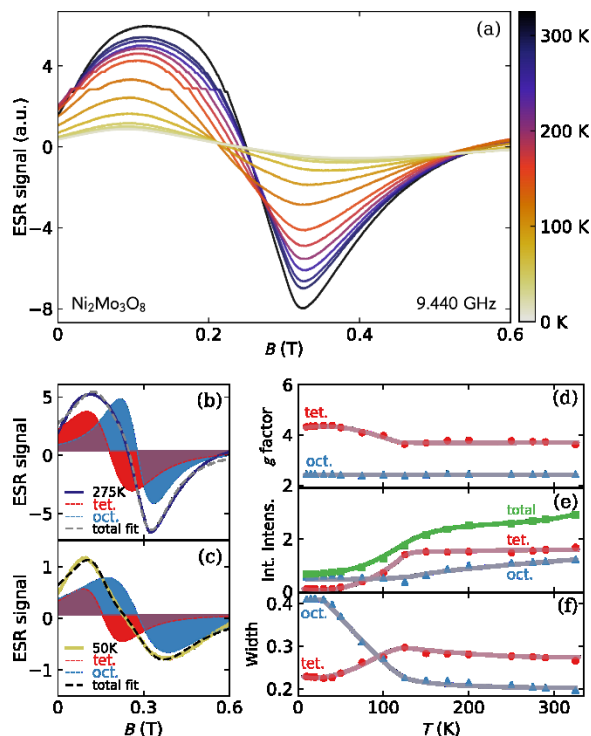 (a)
300 K
200 K
100 K
0 K
ESR signal (a.u.)
4
0
−4
−8
Ni₂Mo₃O₈
9.440 GHz
0
0.2
0.4
0.6
B (T)
(b)
ESR signal
5
0
−5
275K
tet.
oct.
total fit
(c)
ESR signal
1
0
−1
50K
tet.
oct.
total fit
0
0.3
0.6
B (T)
(d)
g factor
6
4
2
tet.
oct.
(e)
Int. Intens.
2
0
total
tet.
oct.
(f)
Width
0.4
0.3
0.2
oct.
tet.
0
100
200
300
T (K)